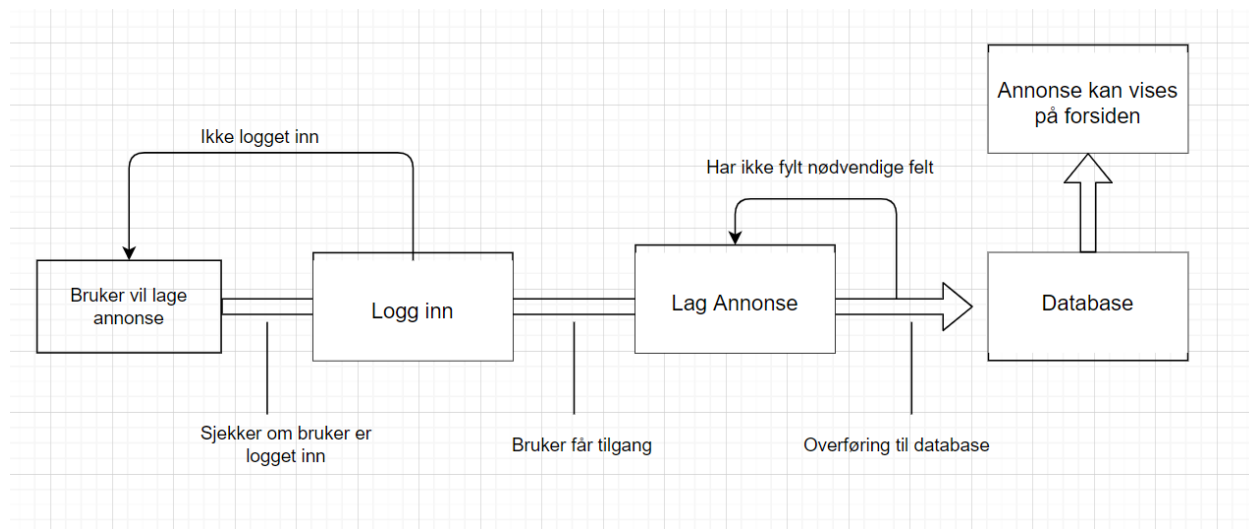 Annonse kan vises
på forsiden
Ikke logget inn
Har ikke fylt nødvendige felt
Bruker vil lage
annonse
Logg inn
Lag Annonse
Database
Sjekker om bruker er
logget inn
Bruker får tilgang
Overføring til database